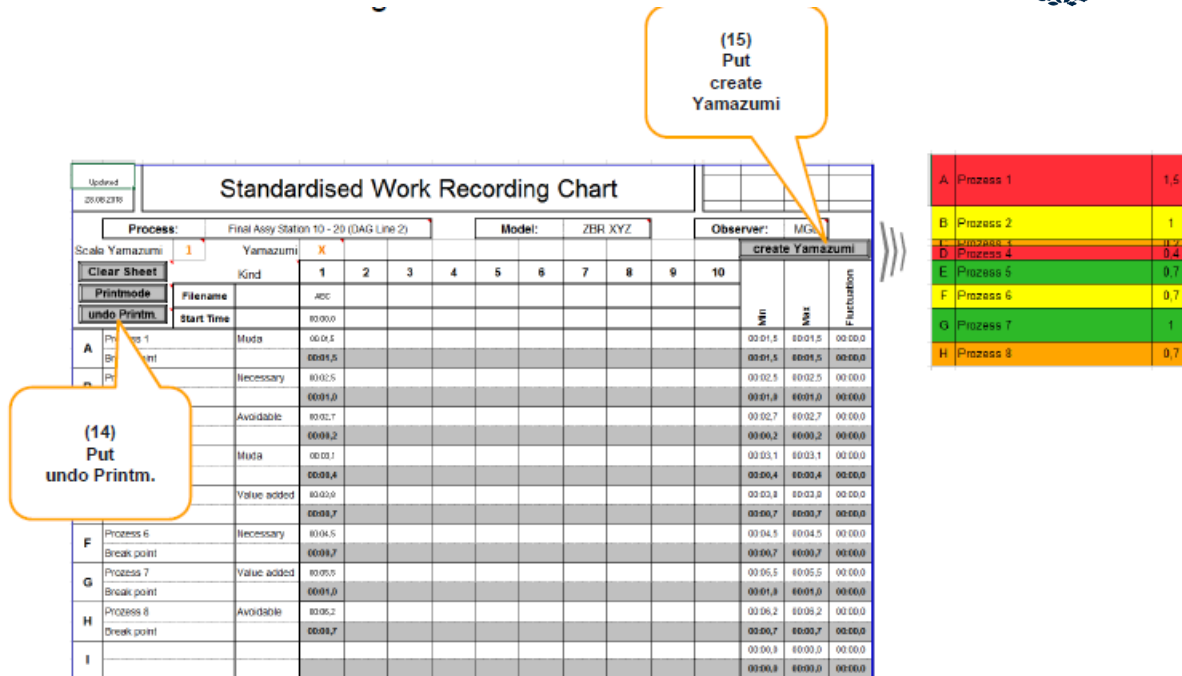 (15)
Put
create
Yamazumi
Updated
28.08.2018
Standardised Work Recording Chart
Process: Final Assy Station 10 - 20 (DAG Line 2) Model: ZBR XYZ Observer:
Scale Yamazumi 1 Yamazumi X create Yamazumi
Clear Sheet Kind 1 2 3 4 5 6 7 8 9 10 Min Max Fluctuation
Printmode Filename ABC
undo Printm. Start Time 00:00,0
A Muda 00:01,5 00:01,5 00:01,5 00:00,0
00:01,5 00:01,5 00:01,5 00:00,0
Necessary 00:02,5 00:02,5 00:02,5 00:00,0
00:01,0 00:01,0 00:01,0 00:00,0
Avoidable 00:02,7 00:02,7 00:02,7 00:00,0
00:00,2 00:00,2 00:00,2 00:00,0
Muda 00:03,1 00:03,1 00:03,1 00:00,0
00:00,4 00:00,4 00:00,4 00:00,0
Value added 00:03,8 00:03,8 00:03,8 00:00,0
00:00,7 00:00,7 00:00,7 00:00,0
(14)
Put
undo Printm.
F Prozess 6 Necessary 00:04,5 00:04,5 00:04,5 00:00,0
Break point 00:00,7 00:00,7 00:00,7 00:00,0
G Prozess 7 Value added 00:05,5 00:05,5 00:05,5 00:00,0
Break point 00:01,0 00:01,0 00:01,0 00:00,0
H Prozess 8 Avoidable 00:06,2 00:06,2 00:06,2 00:00,0
Break point 00:00,7 00:00,7 00:00,7 00:00,0
I 00:00,0 00:00,0 00:00,0
00:00,0 00:00,0 00:00,0
A Prozess 1 1,5
B Prozess 2 1
D Prozess 4 0,4
E Prozess 5 0,7
F Prozess 6 0,7
G Prozess 7 1
H Prozess 8 0,7